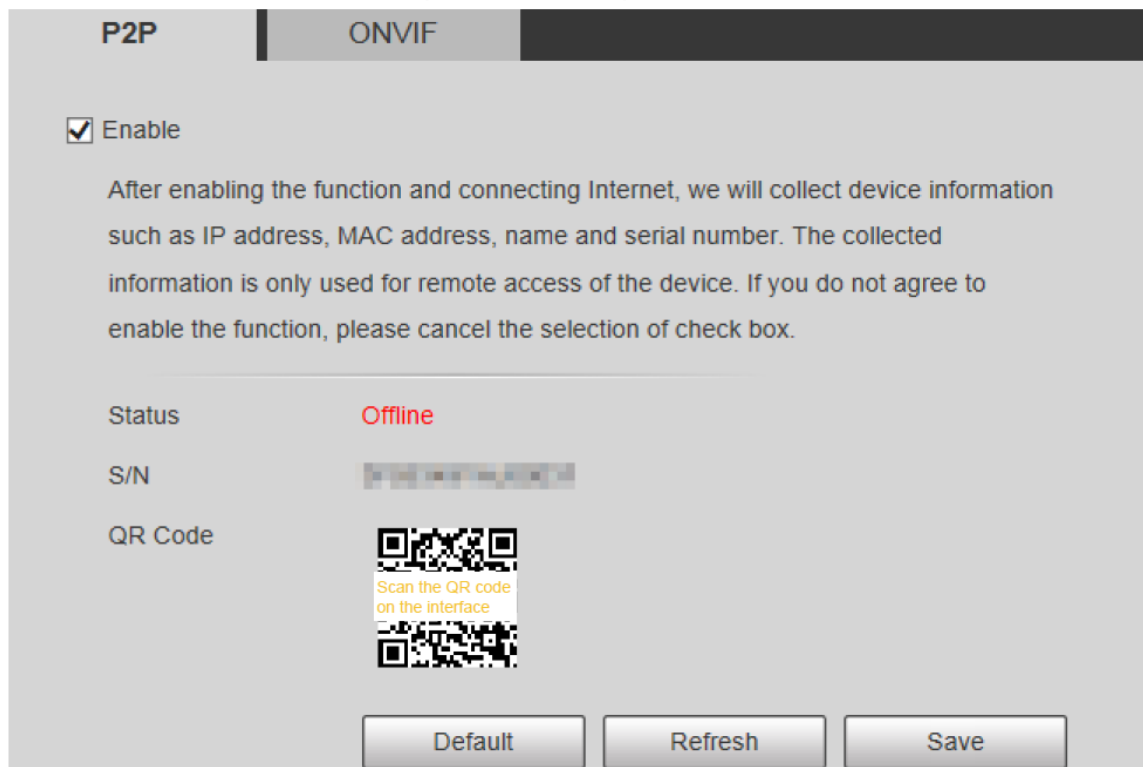 P2P ONVIF
Enable
After enabling the function and connecting Internet, we will collect device information
such as IP address, MAC address, name and serial number. The collected
information is only used for remote access of the device. If you do not agree to
enable the function, please cancel the selection of check box.
Status Offline
S/N
QR Code
Scan the QR code
on the interface
Default Refresh Save